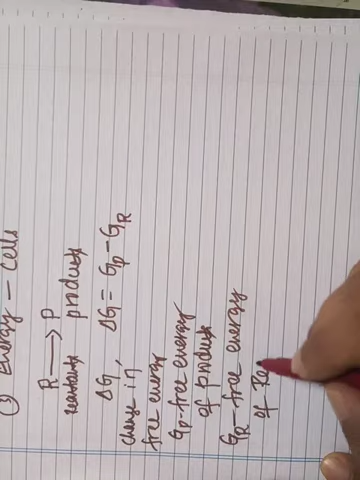 ③ Energy – Cells
R ⟶ P
reactants products
ΔG ΔG = Gp – GR
change in
free energy
Gp – free energy
of products
GR – free energy
of Rea